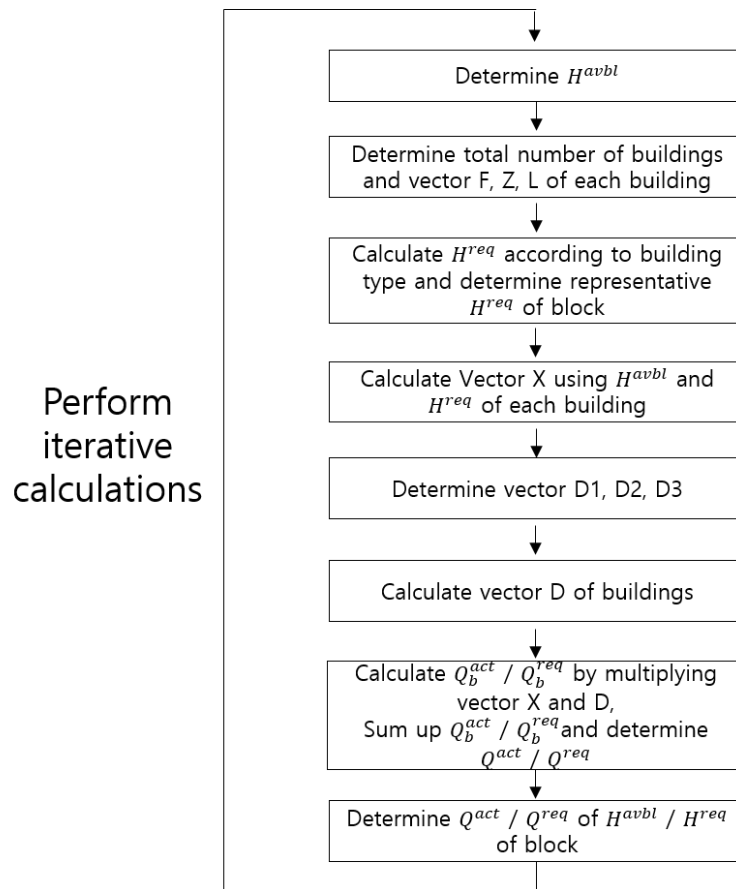 Perform
iterative
calculations
Determine H^avbl
Determine total number of buildings
and vector F, Z, L of each building
Calculate H^req according to building
type and determine representative
H^req of block
Calculate Vector X using H^avbl and
H^req of each building
Determine vector D1, D2, D3
Calculate vector D of buildings
Calculate Q_b^act / Q_b^req by multiplying
vector X and D,
Sum up Q_b^act / Q_b^req and determine
Q^act / Q^req
Determine Q^act / Q^req of H^avbl / H^req
of block